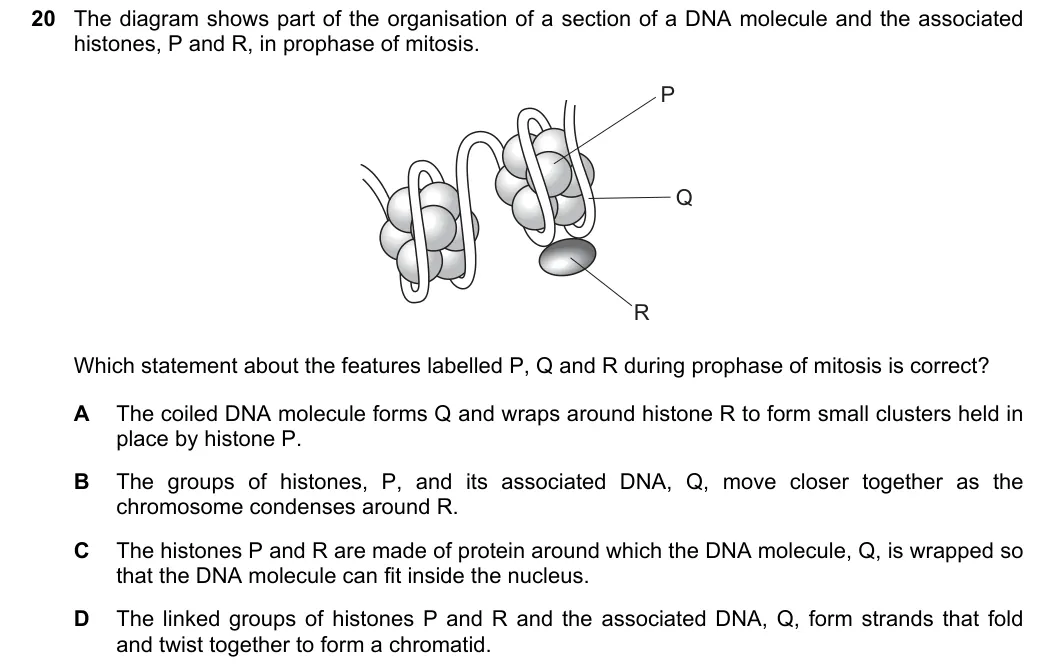 20 The diagram shows part of the organisation of a section of a DNA molecule and the associated
histones, P and R, in prophase of mitosis.
P
Q
R
Which statement about the features labelled P, Q and R during prophase of mitosis is correct?
A The coiled DNA molecule forms Q and wraps around histone R to form small clusters held in
place by histone P.
B The groups of histones, P, and its associated DNA, Q, move closer together as the
chromosome condenses around R.
C The histones P and R are made of protein around which the DNA molecule, Q, is wrapped so
that the DNA molecule can fit inside the nucleus.
D The linked groups of histones P and R and the associated DNA, Q, form strands that fold
and twist together to form a chromatid.